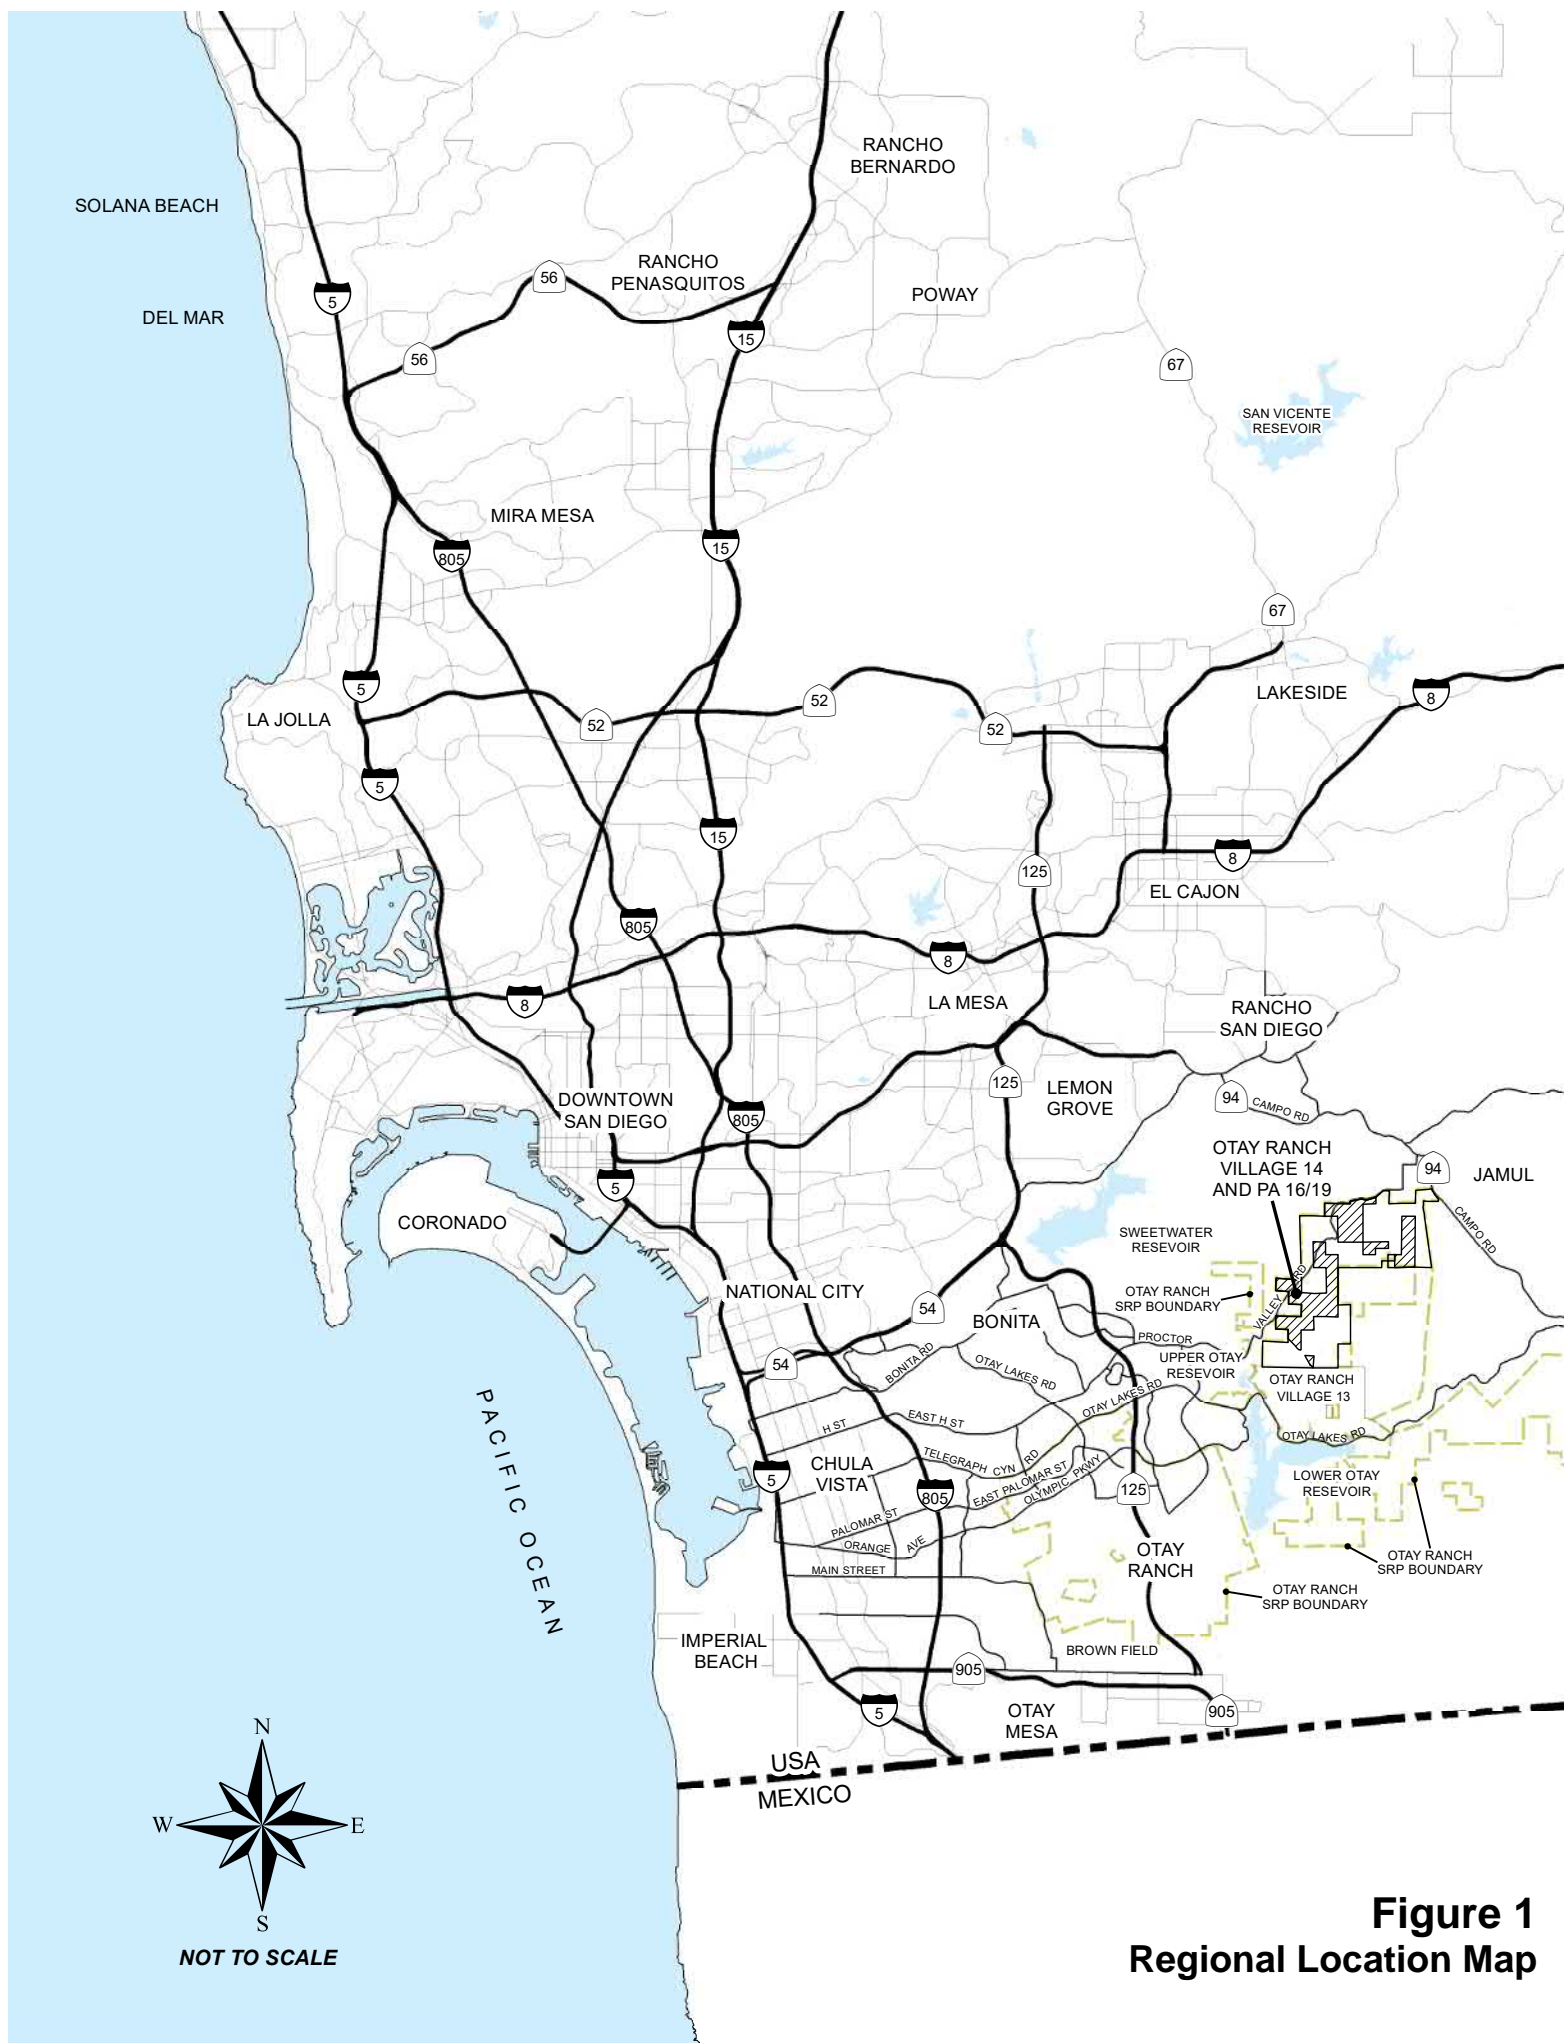 RANCHO
BERNARDO
SOLANA BEACH
RANCHO
PENASQUITOS
56
POWAY
5
DEL MAR
15
56
67
SAN VICENTE
RESEVOIR
MIRA MESA
805
15
67
5
LAKESIDE
8
52
LA JOLLA
52
52
5
15
8
125
EL CAJON
805
8
8
LA MESA
RANCHO
SAN DIEGO
125
LEMON
GROVE
94
CAMPO RD
DOWNTOWN
SAN DIEGO
805
OTAY RANCH
VILLAGE 14
AND PA 16/19
94
JAMUL
5
CORONADO
SWEETWATER
RESEVOIR
CAMPO RD
NATIONAL CITY
OTAY RANCH
SRP BOUNDARY
VALLEY RD
54
BONITA
PROCTOR
54
BONITA RD
OTAY LAKES RD
UPPER OTAY
RESEVOIR
OTAY RANCH
VILLAGE 13
OTAY LAKES RD
H ST
EAST H ST
OTAY LAKES RD
TELEGRAPH CYN RD
CHULA
VISTA
5
805
EAST PALOMAR ST
OLYMPIC PKWY
125
LOWER OTAY
RESEVOIR
PACIFIC OCEAN
PALOMAR ST
ORANGE AVE
MAIN STREET
OTAY
RANCH
OTAY RANCH
SRP BOUNDARY
OTAY RANCH
SRP BOUNDARY
IMPERIAL
BEACH
BROWN FIELD
905
5
OTAY
MESA
905
USA
MEXICO
N
W
E
S
NOT TO SCALE
Figure 1
Regional Location Map